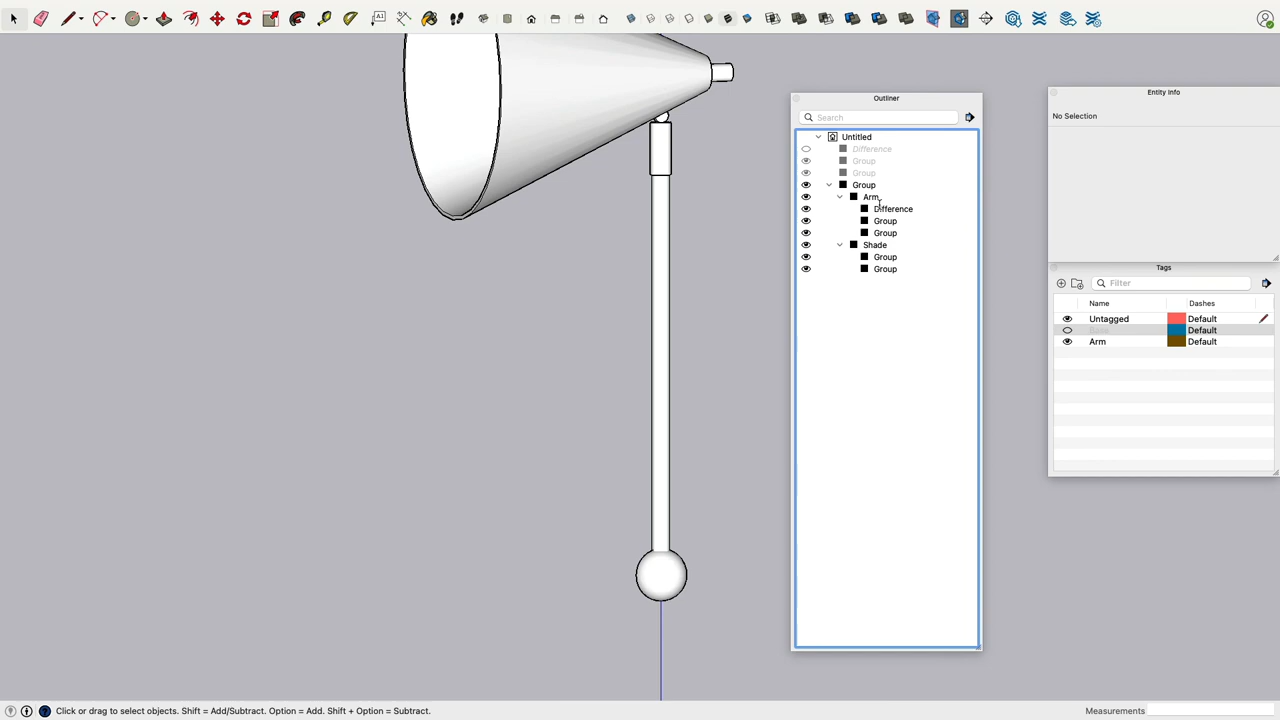 A1
Outliner
Search
Untitled
Difference
Group
Group
Group
Arm
Difference
Group
Group
Shade
Group
Group
Entity Info
No Selection
Tags
Filter
Name Dashes
Untagged Default
Base Default
Arm Default
Click or drag to select objects. Shift = Add/Subtract. Option = Add. Shift + Option = Subtract.
Measurements